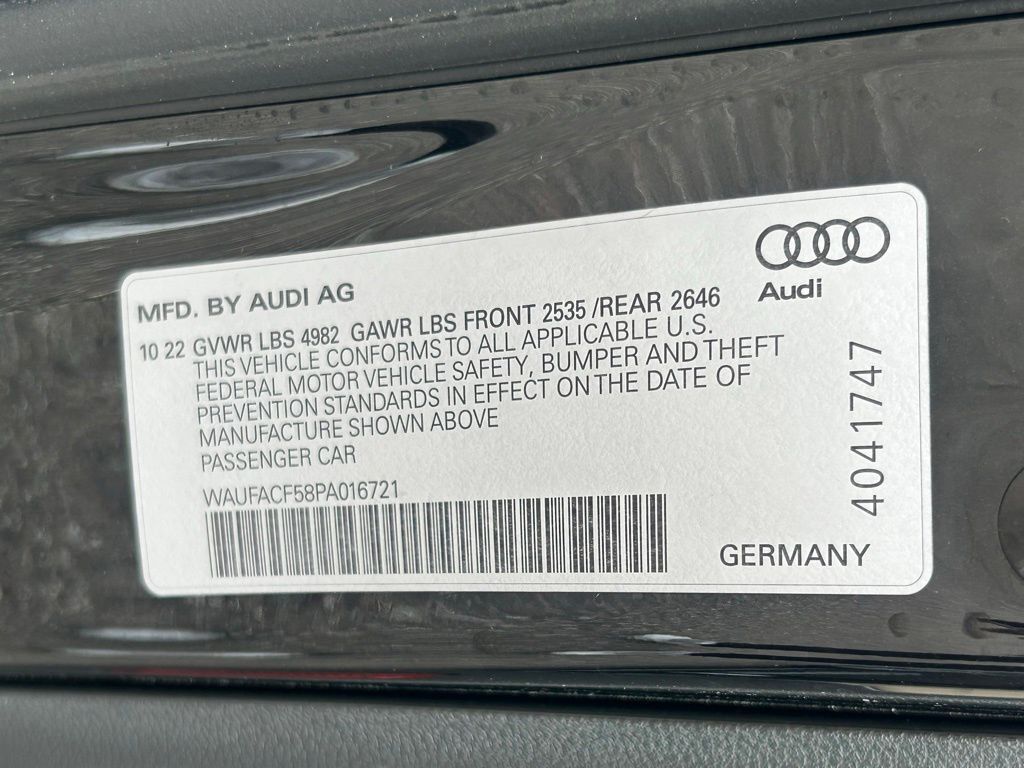 Audi
MFD. BY AUDI AG
10 22 GVWR LBS 4982 GAWR LBS FRONT 2535 /REAR 2646
THIS VEHICLE CONFORMS TO ALL APPLICABLE U.S.
FEDERAL MOTOR VEHICLE SAFETY, BUMPER AND THEFT
PREVENTION STANDARDS IN EFFECT ON THE DATE OF
MANUFACTURE SHOWN ABOVE
PASSENGER CAR
WAUFACF58PA016721
GERMANY
4041747